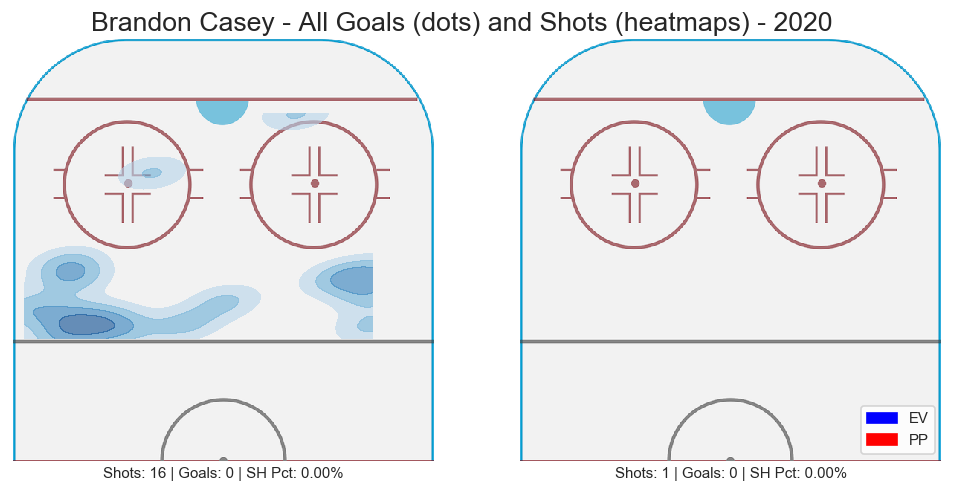 Brandon Casey - All Goals (dots) and Shots (heatmaps) - 2020
EV
PP
Shots: 16 | Goals: 0 | SH Pct: 0.00%
Shots: 1 | Goals: 0 | SH Pct: 0.00%